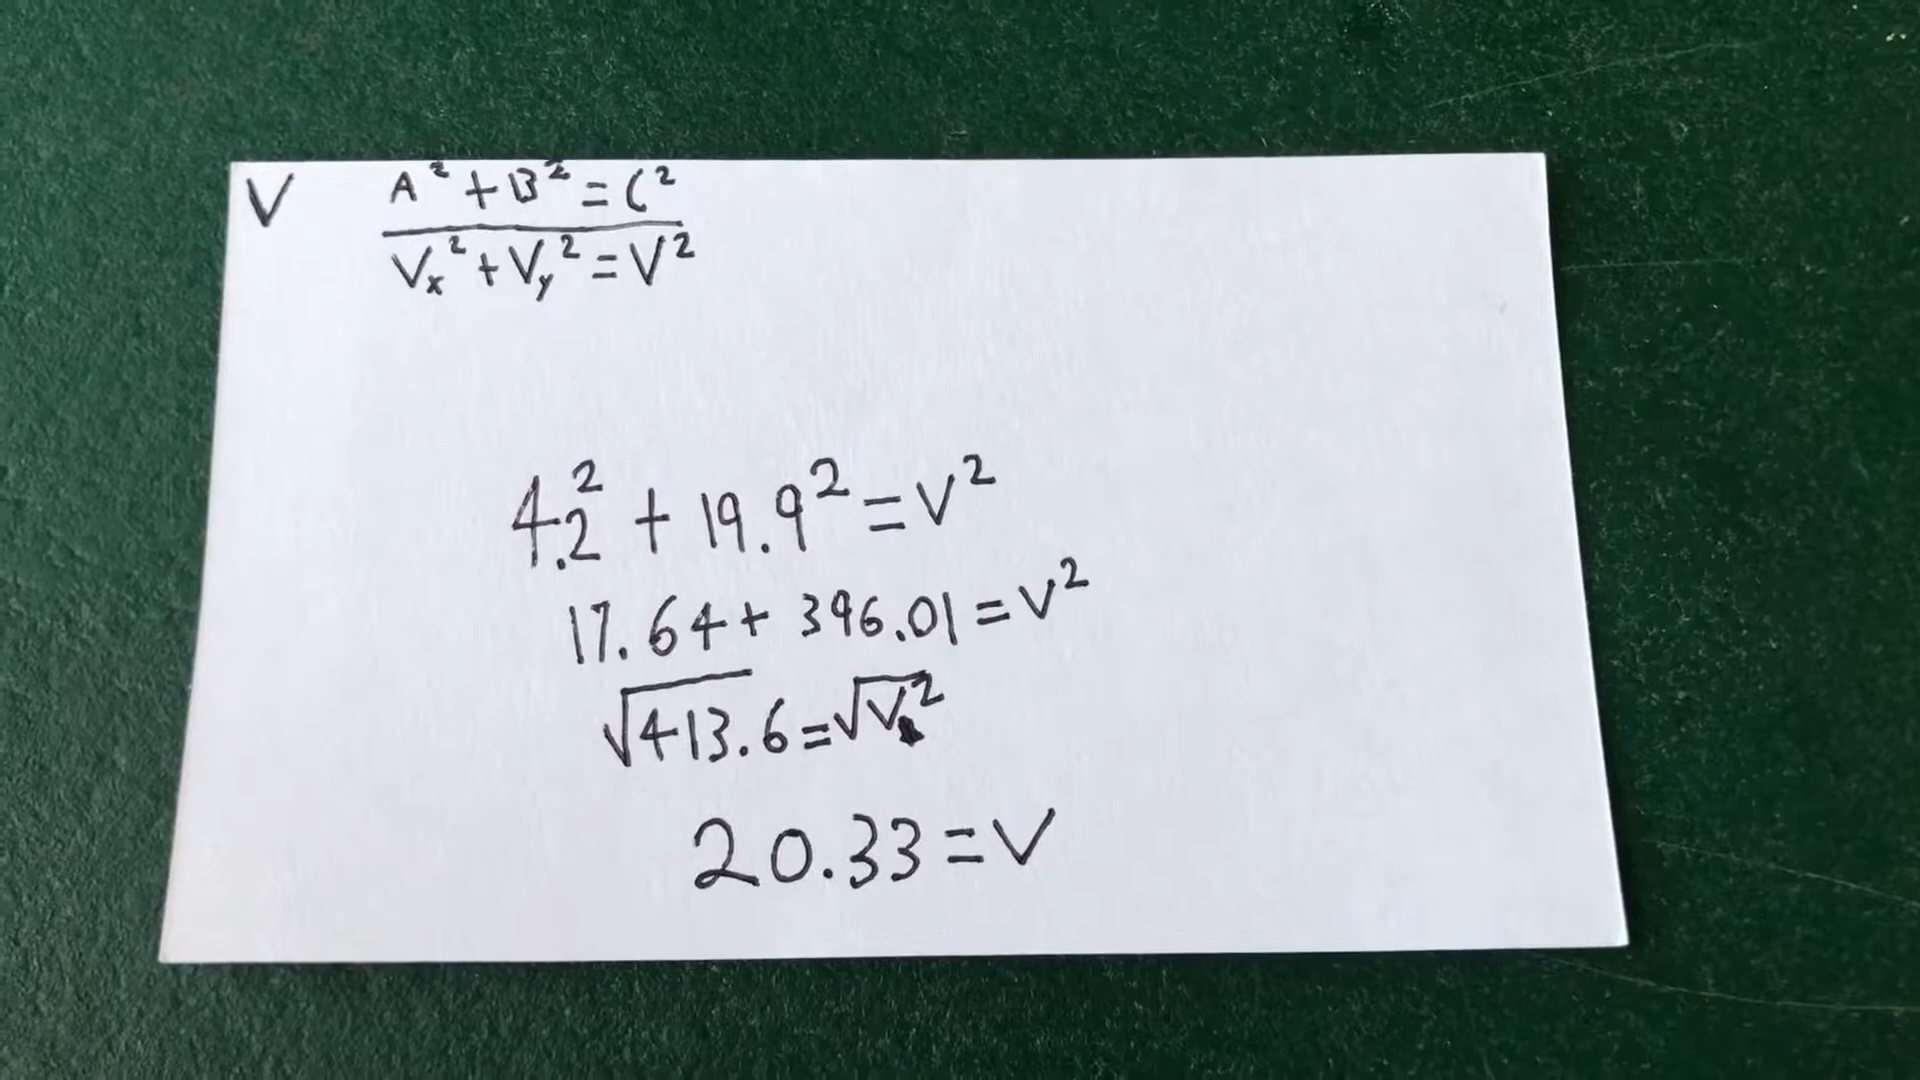 V
A² + B² = C²
Vx² + Vy² = V²
4.2² + 19.9² = V²
17.64 + 396.01 = V²
√413.6 = √V²
20.33 = V